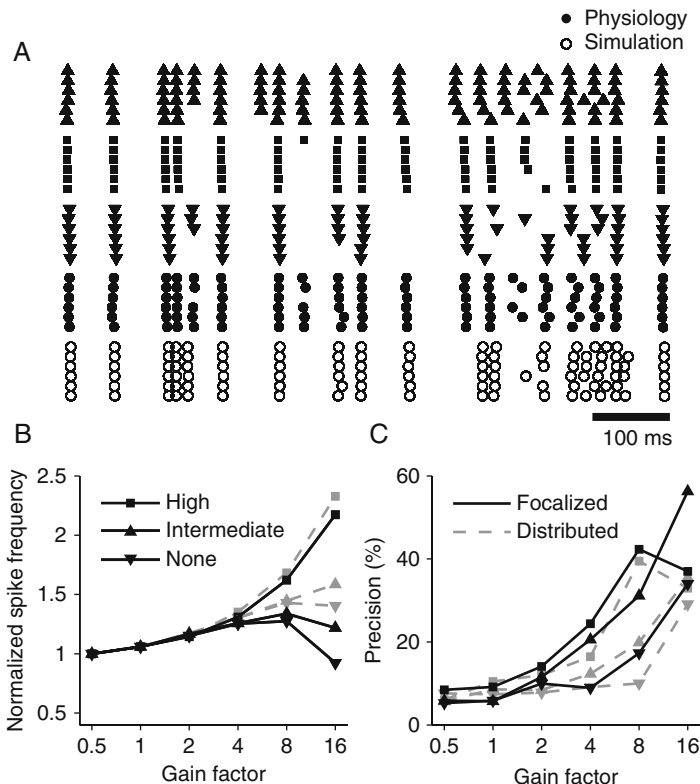 Physiology
Simulation
A
100 ms
B
Normalized spike frequency
2.5
2
1.5
1
0.5
High
Intermediate
None
0.5 1 2 4 8 16
Gain factor
C
Precision (%)
60
40
20
0
Focalized
Distributed
0.5 1 2 4 8 16
Gain factor